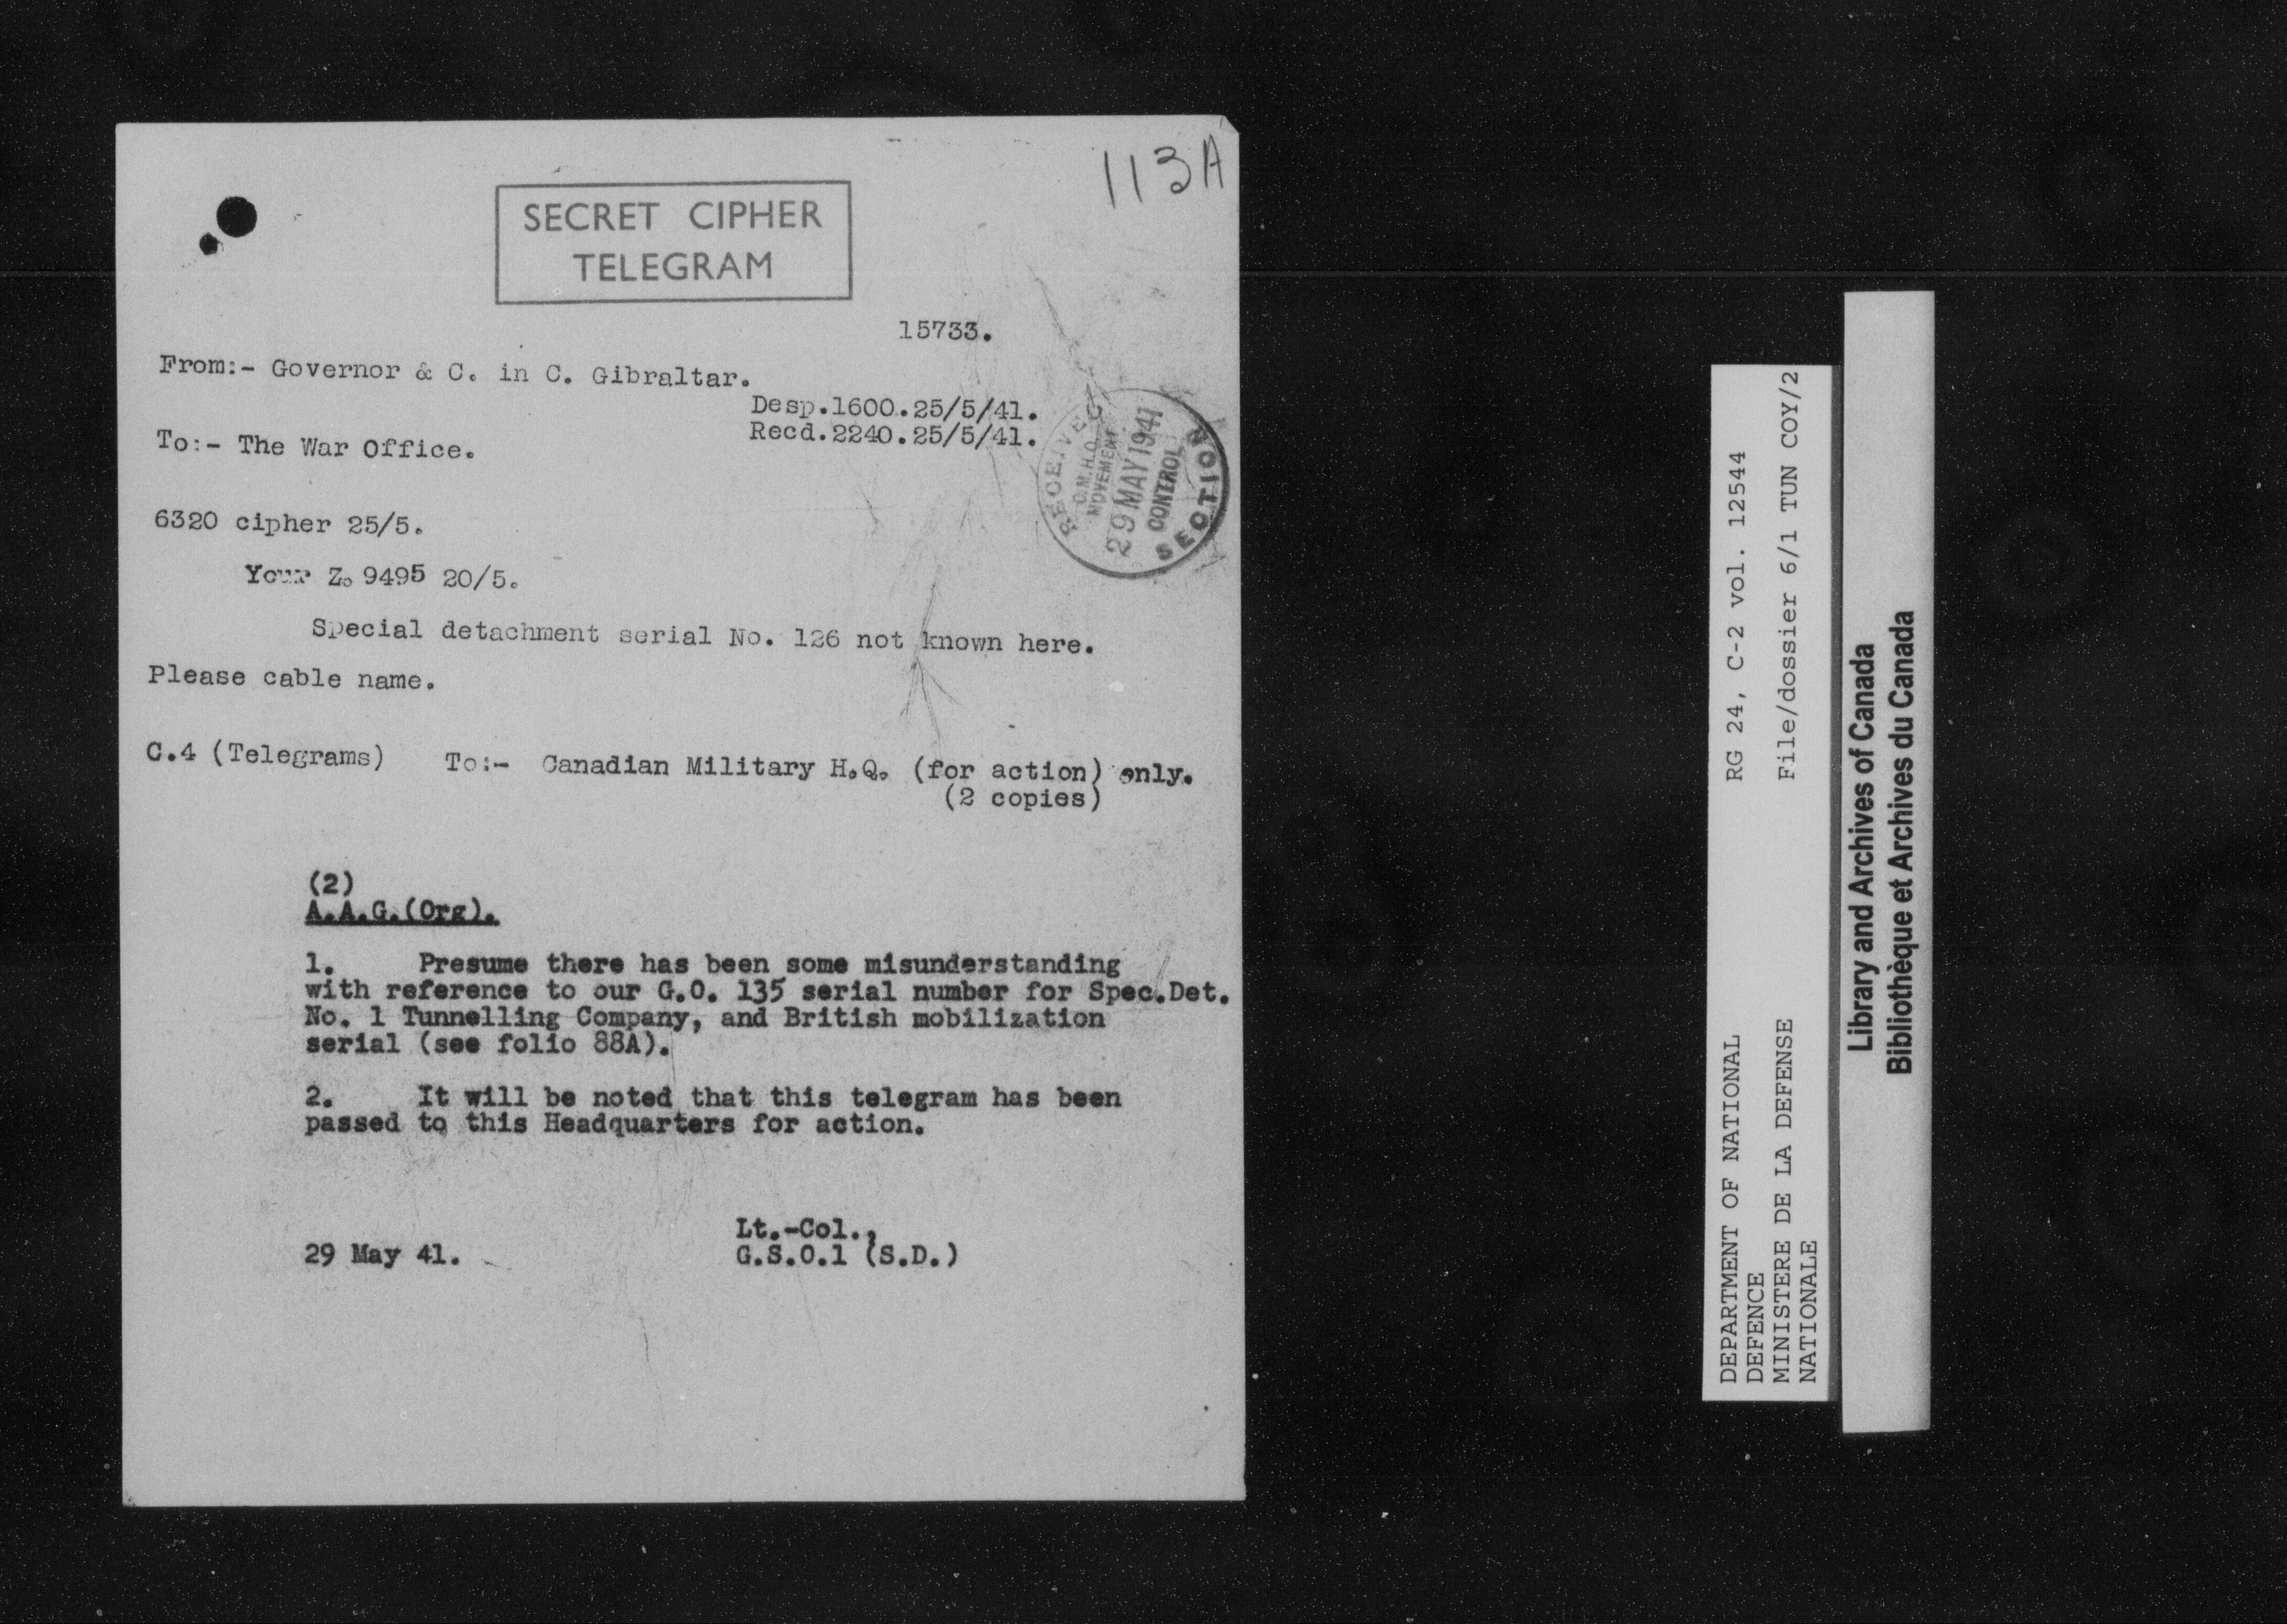 113A
SECRET CIPHER
TELEGRAM
15733.
From:- Governor & C. in C. Gibraltar.
Desp.1600.25/5/41.
Recd.2240.25/5/41.
To:- The War Office.
RECEIVED
C.M.H.Q.
MOVEMENT
29 MAY 1941
CONTROL
SECTION
6320 cipher 25/5.
Your Z. 9495 20/5.
Special detachment serial No. 126 not known here.
Please cable name.
C.4 (Telegrams) To:- Canadian Military H.Q. (for action) only.
(2 copies)
(2)
A.A.G.(Org).
1. Presume there has been some misunderstanding
with reference to our G.O. 135 serial number for Spec.Det.
No. 1 Tunnelling Company, and British mobilization
serial (see folio 88A).
2. It will be noted that this telegram has been
passed to this Headquarters for action.
Lt.-Col.,
29 May 41. G.S.O.1 (S.D.)
DEPARTMENT OF NATIONAL RG 24, C-2 vol. 12544
DEFENCE
MINISTERE DE LA DEFENSE File/dossier 6/1 TUN COY/2
NATIONALE
Library and Archives of Canada
Bibliothèque et Archives du Canada